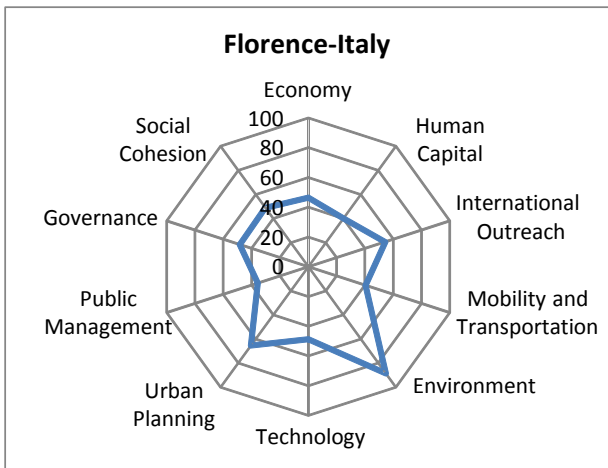 Florence-Italy
Economy
Human
Capital
International
Outreach
Mobility and
Transportation
Environment
Technology
Urban
Planning
Public
Management
Governance
Social
Cohesion
100
80
60
40
20
0